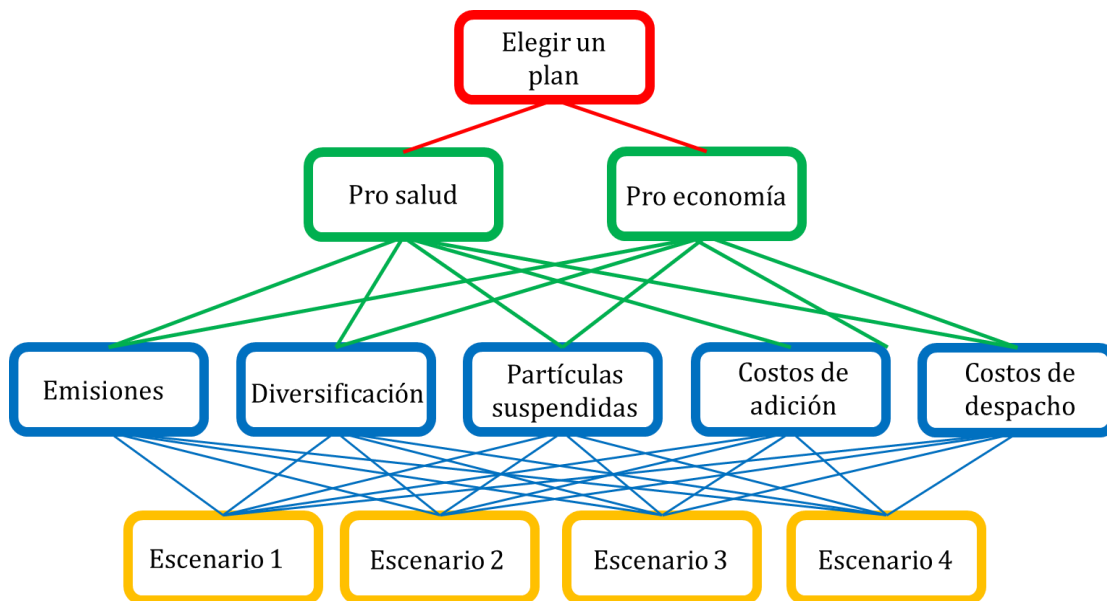 Elegir un
plan
Pro salud
Pro economía
Emisiones
Diversificación
Partículas
suspendidas
Costos de
adición
Costos de
despacho
Escenario 1
Escenario 2
Escenario 3
Escenario 4